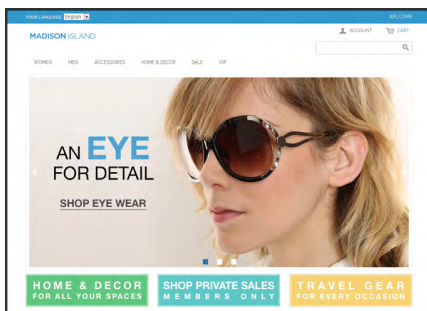 YOUR LANGUAGE: English WELCOME
MADISON ISLAND
ACCOUNT CART
WOMEN MEN ACCESSORIES HOME & DECOR SALE VIP
AN EYE
FOR DETAIL
SHOP EYE WEAR
HOME & DECOR
FOR ALL YOUR SPACES
SHOP PRIVATE SALES
MEMBERS ONLY
TRAVEL GEAR
FOR EVERY OCCASION